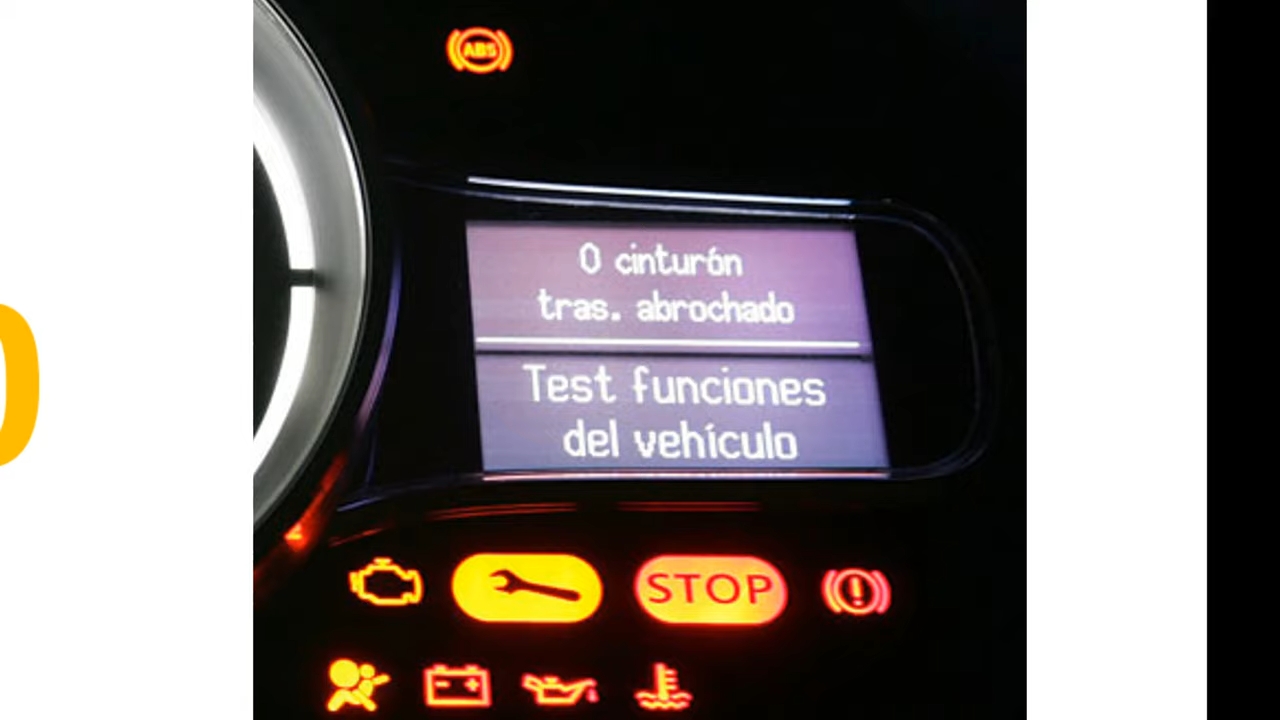 ABS
0 cinturón
tras. abrochado
Test funciones
del vehículo
STOP